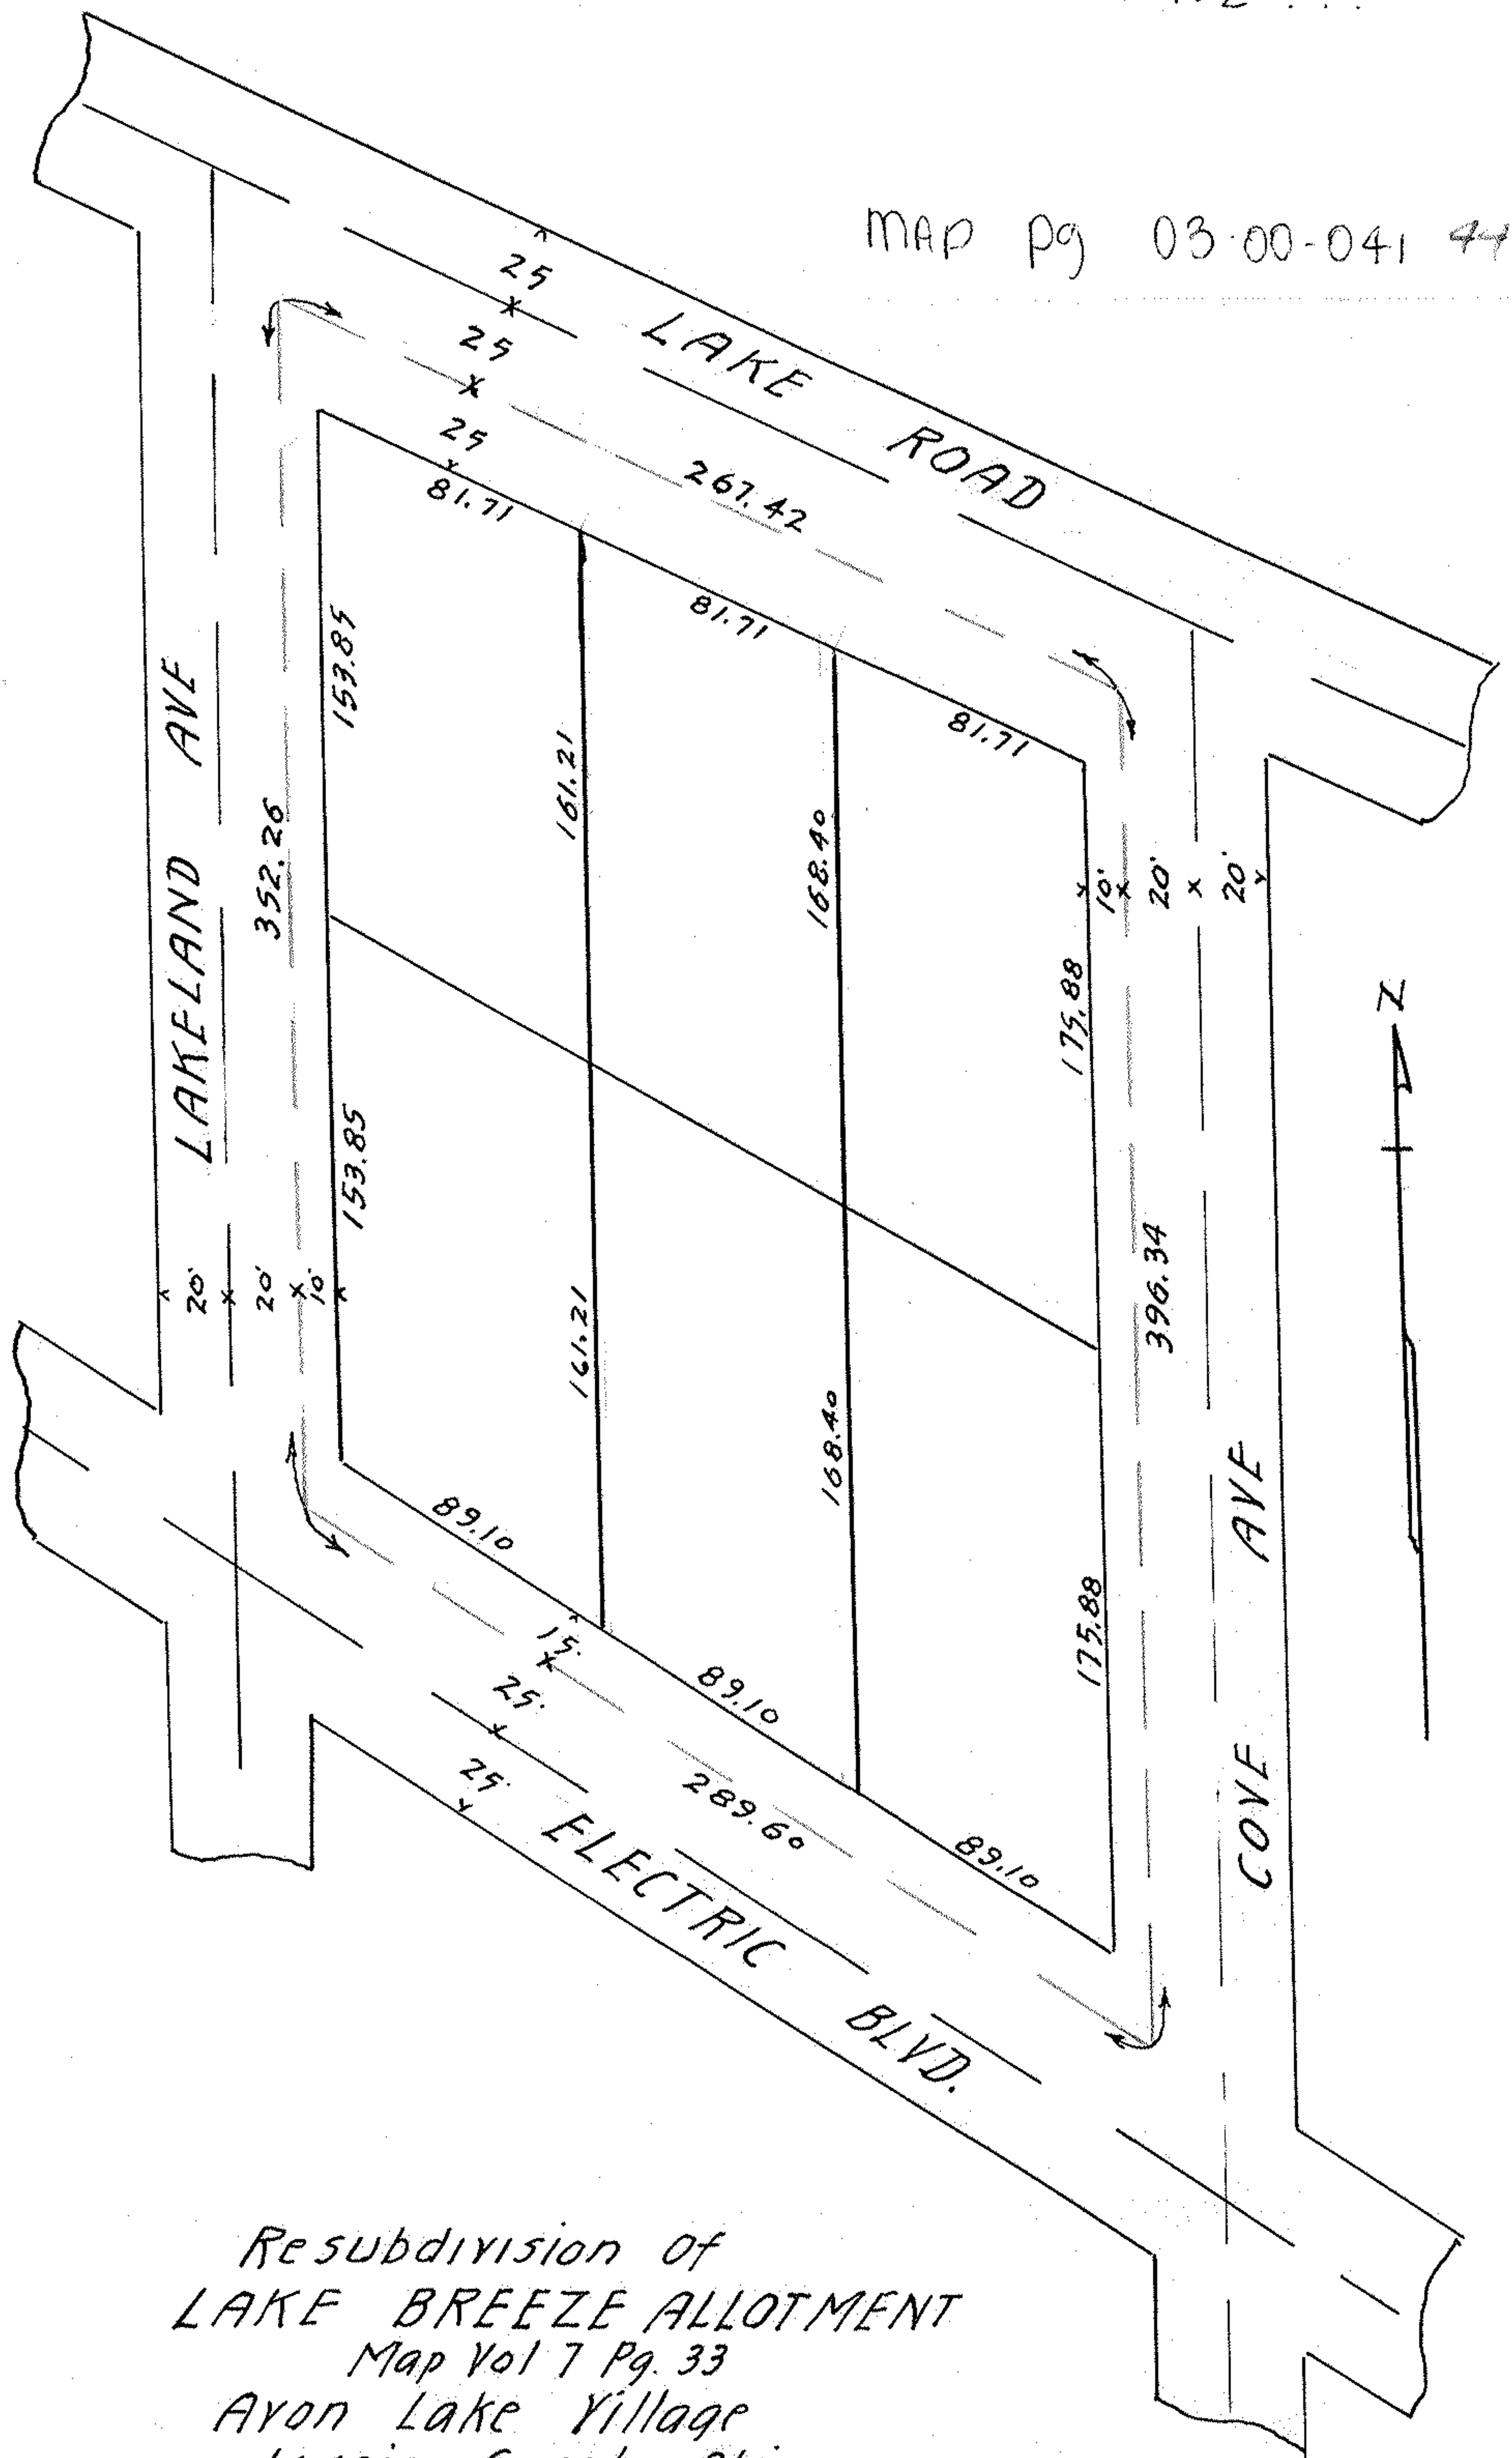 MAP pg 03-00-041 44
25
25
25
LAKE ROAD
267.42
81.71
81.71
81.71
153.85
161.21
168.40
175.88
LAKELAND AVE
352.26
10' 20' 20'
N
153.85
161.21
168.40
175.88
20' 20' 10'
396.34
COVE AVE
89.10
89.10
89.10
15'
25'
25'
289.60
ELECTRIC BLVD.
Resubdivision Of
LAKE BREEZE ALLOTMENT
Map Vol 7 Pg. 33
Avon Lake Village